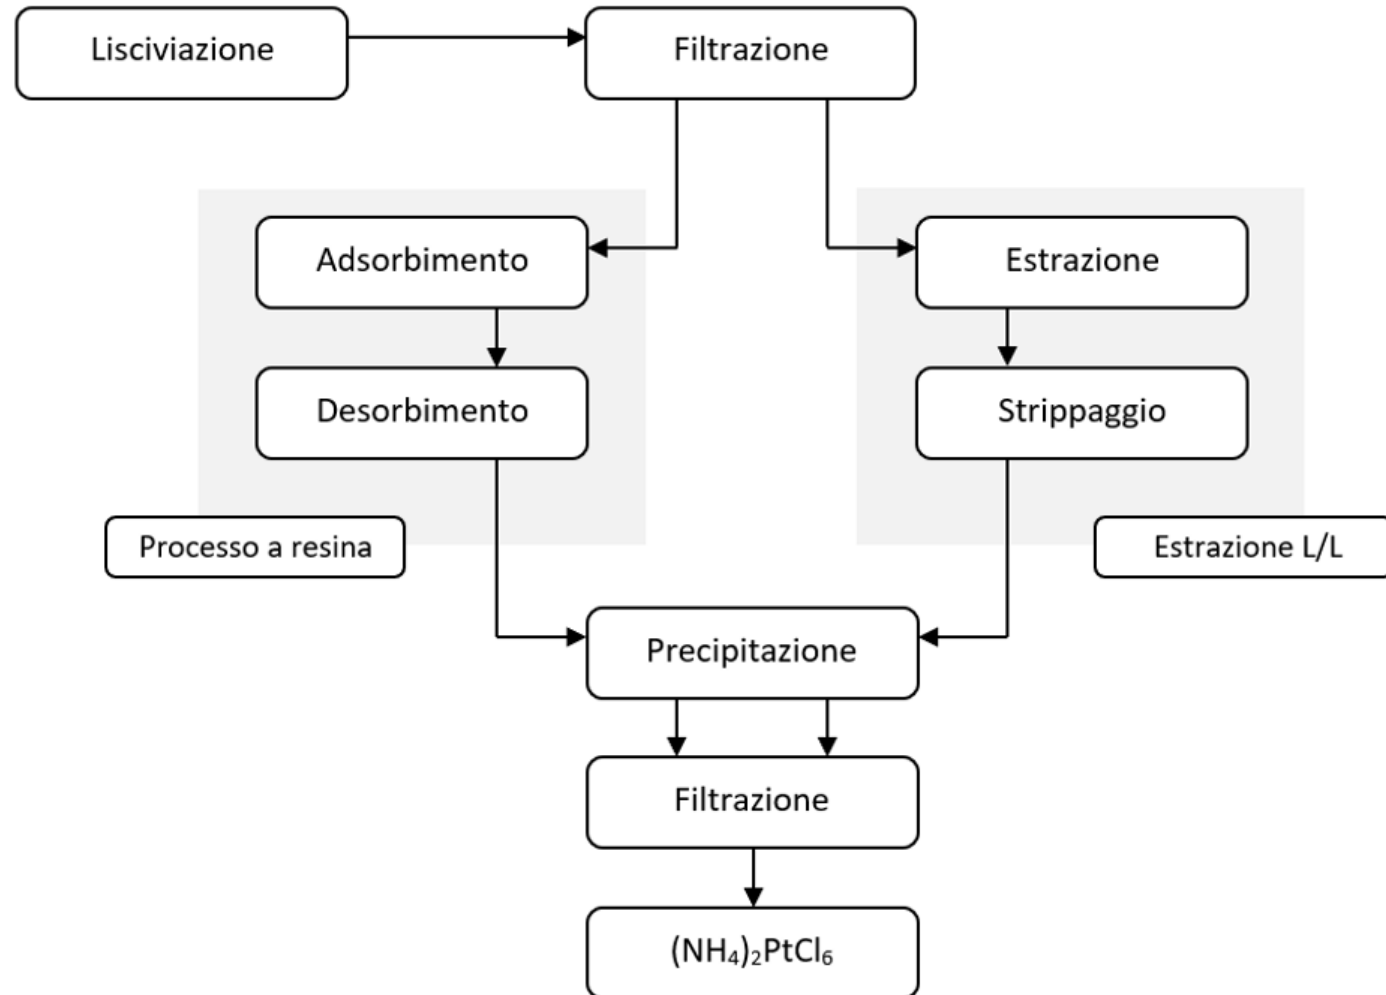 Lisciviazione
Filtrazione
Adsorbimento
Estrazione
Desorbimento
Strippaggio
Processo a resina
Estrazione L/L
Precipitazione
Filtrazione
(NH₄)₂PtCl₆